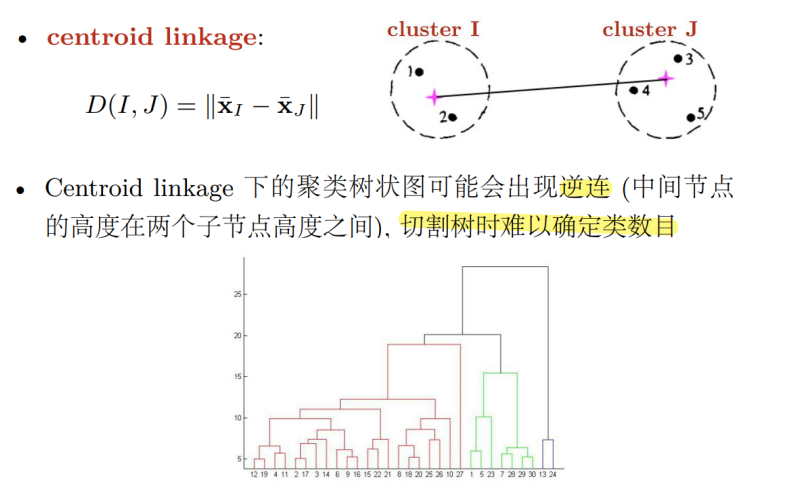 • centroid linkage:
cluster I cluster J
1 2 3 4 5
D(I, J) = ‖x̄_I − x̄_J‖
• Centroid linkage 下的聚类树状图可能会出现逆连 (中间节点
的高度在两个子节点高度之间), 切割树时难以确定类数目
25
20
15
10
5
12 19 4 11 2 17 3 14 6 9 16 15 22 21 8 18 20 25 26 10 27 1 5 23 7 28 29 30 13 24